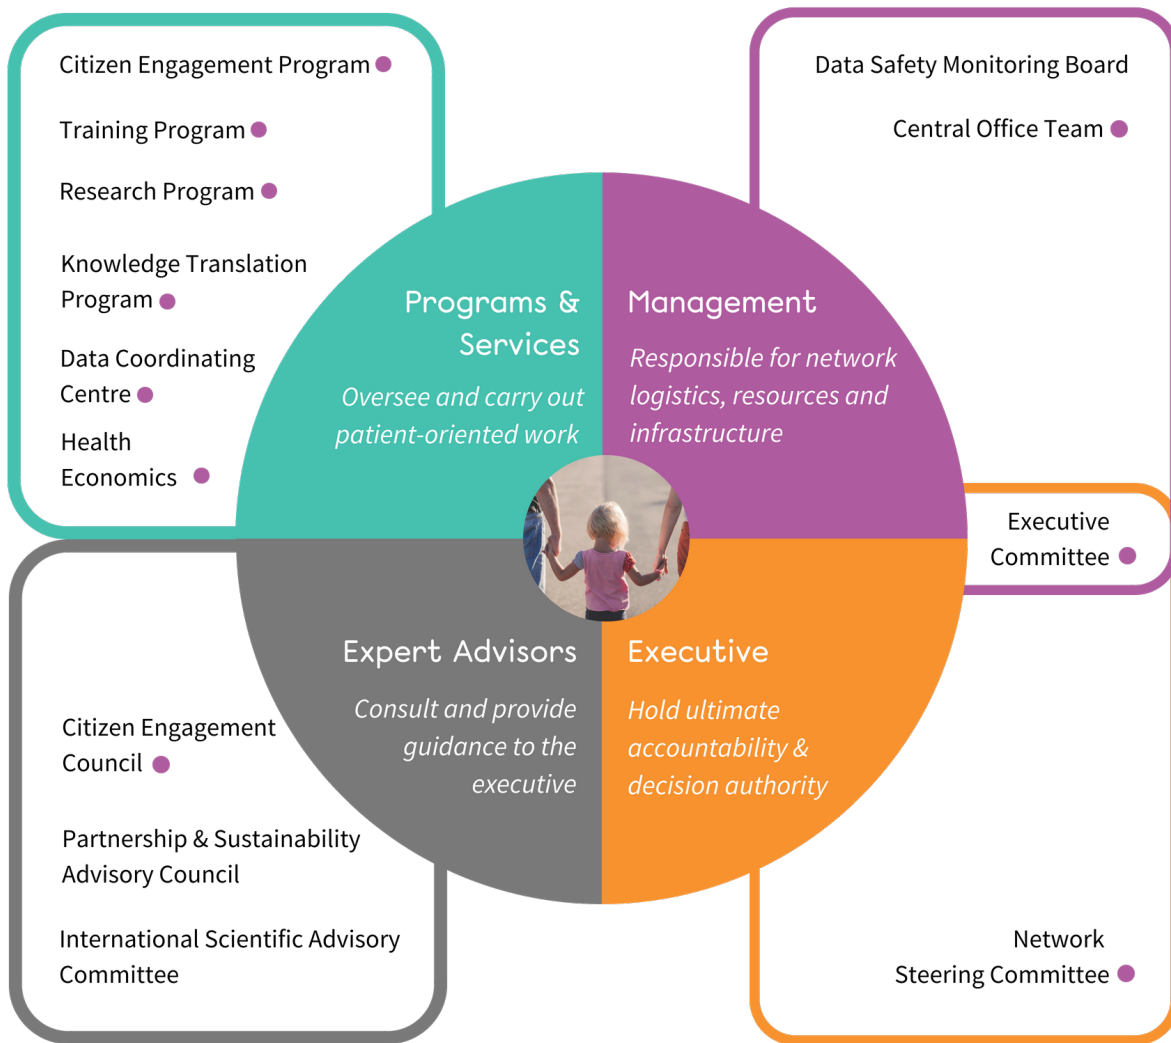 Citizen Engagement Program
Training Program
Research Program
Knowledge Translation
Program
Data Coordinating
Centre
Health
Economics
Data Safety Monitoring Board
Central Office Team
Programs &
Services
Oversee and carry out
patient-oriented work
Management
Responsible for network
logistics, resources and
infrastructure
Executive
Committee
Expert Advisors
Consult and provide
guidance to the
executive
Executive
Hold ultimate
accountability &
decision authority
Citizen Engagement
Council
Partnership & Sustainability
Advisory Council
International Scientific Advisory
Committee
Network
Steering Committee